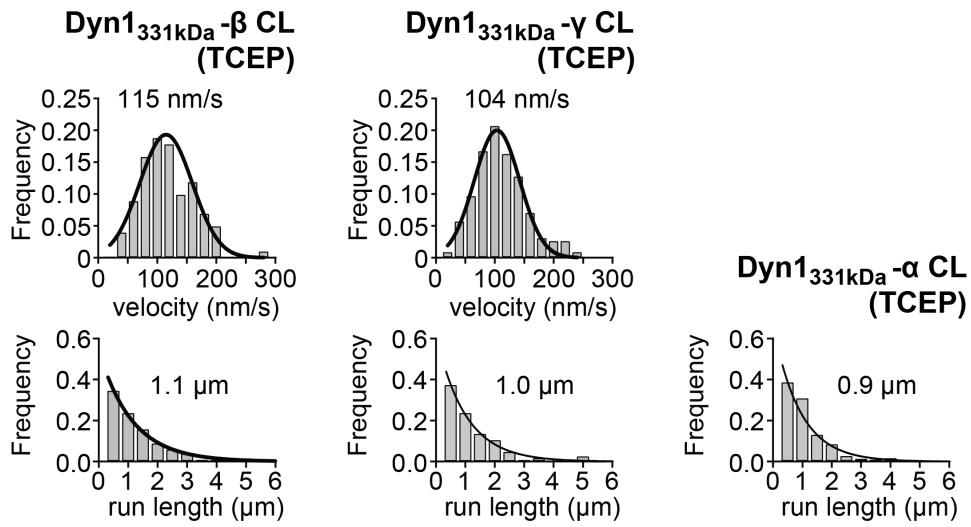 Dyn1331kDa-β CL
(TCEP)
Dyn1331kDa-γ CL
(TCEP)
115 nm/s
Frequency
0.25
0.20
0.15
0.10
0.05
0
0 100 200 300
velocity (nm/s)
104 nm/s
Frequency
0.25
0.20
0.15
0.10
0.05
0
0 100 200 300
velocity (nm/s)
Dyn1331kDa-α CL
(TCEP)
1.1 µm
Frequency
0.6
0.4
0.2
0.0
1 2 3 4 5 6
run length (µm)
1.0 µm
Frequency
0.6
0.4
0.2
0.0
1 2 3 4 5 6
run length (µm)
0.9 µm
Frequency
0.6
0.4
0.2
0.0
0 1 2 3 4 5 6
run length (µm)